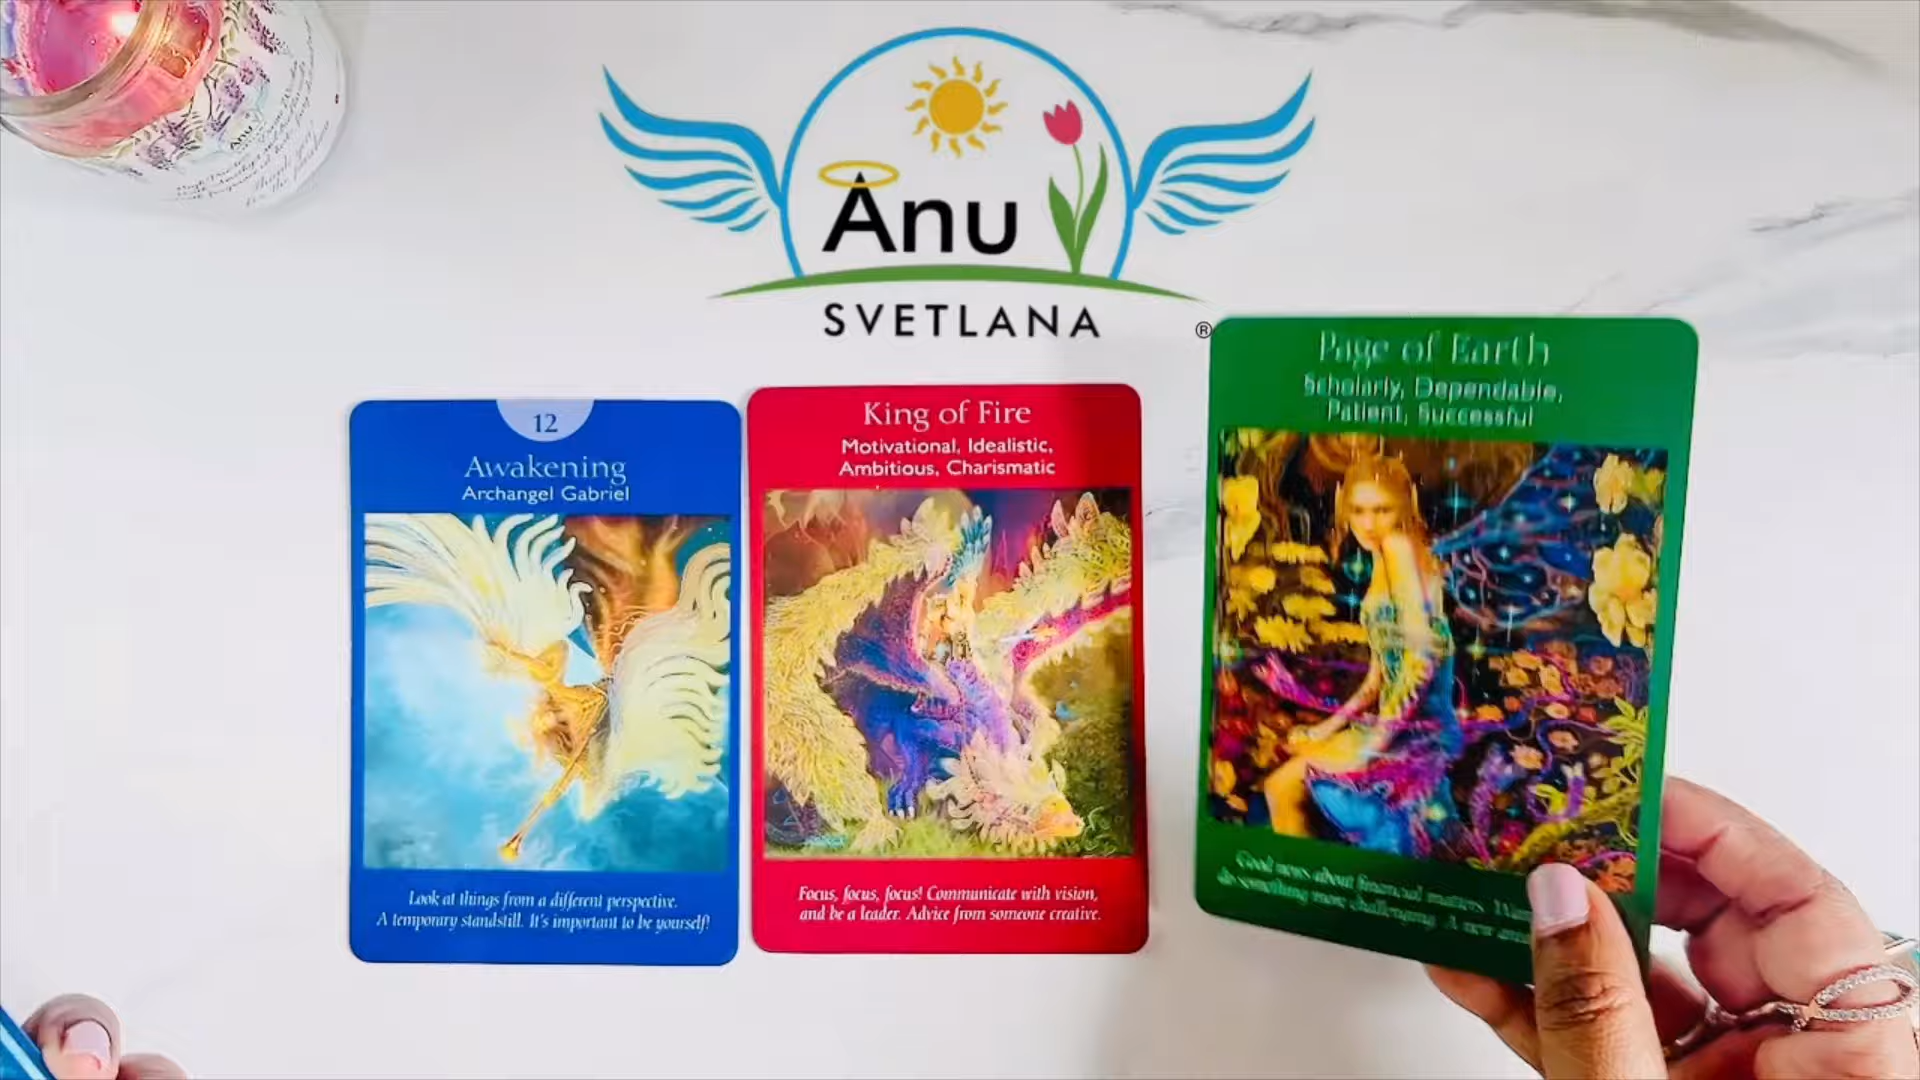 Anu
SVETLANA
®
12
Awakening
Archangel Gabriel
Look at things from a different perspective.
A temporary standstill. It's important to be yourself!
King of Fire
Motivational, Idealistic,
Ambitious, Charismatic
Focus, focus, focus! Communicate with vision,
and be a leader. Advice from someone creative.
Page of Earth
Scholarly, Dependable,
Patient, Successful
Good news about financial matters.
do something more challenging. A new
Anu